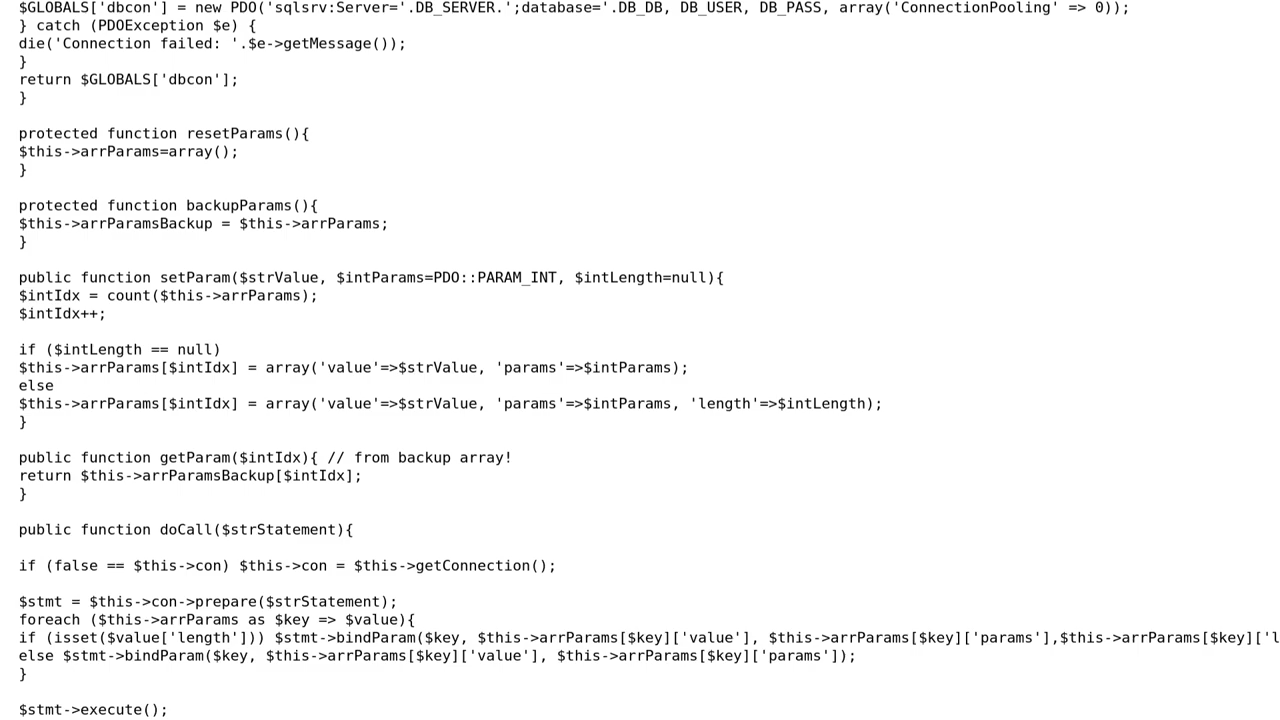 $GLOBALS['dbcon'] = new PDO('sqlsrv:Server='.DB_SERVER.';database='.DB_DB, DB_USER, DB_PASS, array('ConnectionPooling' => 0));
} catch (PDOException $e) {
die('Connection failed: '.$e->getMessage());
}
return $GLOBALS['dbcon'];
}
protected function resetParams(){
$this->arrParams=array();
}
protected function backupParams(){
$this->arrParamsBackup = $this->arrParams;
}
public function setParam($strValue, $intParams=PDO::PARAM_INT, $intLength=null){
$intIdx = count($this->arrParams);
$intIdx++;
if ($intLength == null)
$this->arrParams[$intIdx] = array('value'=>$strValue, 'params'=>$intParams);
else
$this->arrParams[$intIdx] = array('value'=>$strValue, 'params'=>$intParams, 'length'=>$intLength);
}
public function getParam($intIdx){ // from backup array!
return $this->arrParamsBackup[$intIdx];
}
public function doCall($strStatement){
if (false == $this->con) $this->con = $this->getConnection();
$stmt = $this->con->prepare($strStatement);
foreach ($this->arrParams as $key => $value){
if (isset($value['length'])) $stmt->bindParam($key, $this->arrParams[$key]['value'], $this->arrParams[$key]['params'],$this->arrParams[$key]['l
else $stmt->bindParam($key, $this->arrParams[$key]['value'], $this->arrParams[$key]['params']);
}
$stmt->execute();